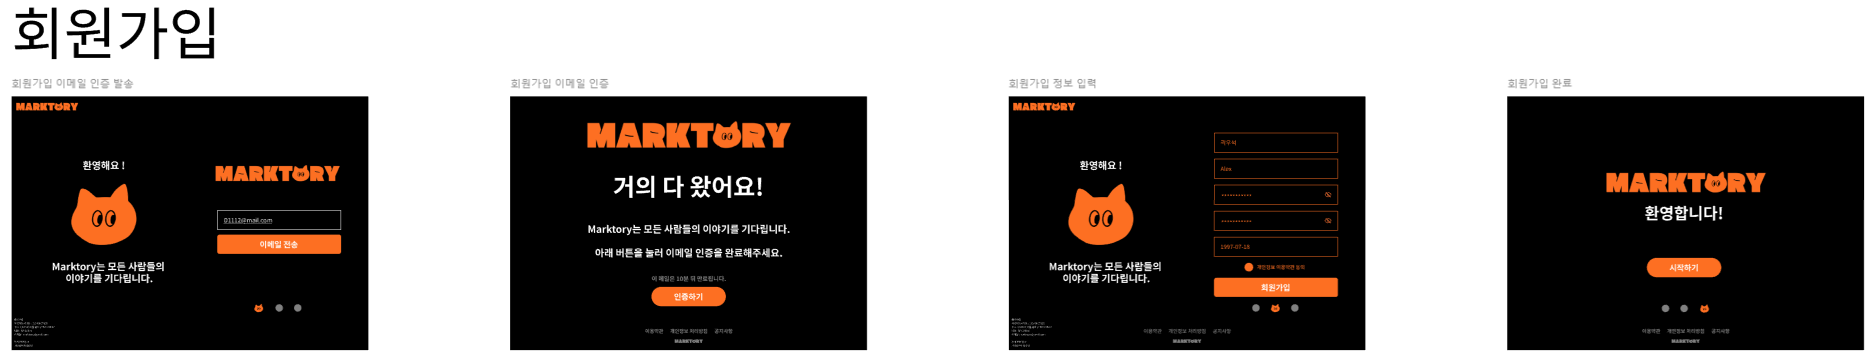 회원가입
회원가입 이메일 인증 발송
MARKTORY
환영해요 !
Marktory는 모든 사람들의
이야기를 기다립니다.
MARKTORY
01112@mail.com
이메일 전송
회원가입 이메일 인증
MARKTORY
거의 다 왔어요!
Marktory는 모든 사람들의 이야기를 기다립니다.
아래 버튼을 눌러 이메일 인증을 완료해주세요.
이 메일은 10분 뒤 만료됩니다.
인증하기
이용약관 개인정보 처리방침 공지사항
MARKTORY
회원가입 정보 입력
MARKTORY
환영해요 !
Marktory는 모든 사람들의
이야기를 기다립니다.
Alex
1997-07-18
개인정보 이용약관 동의
회원가입
이용약관 개인정보 처리방침 공지사항
MARKTORY
회원가입 완료
MARKTORY
환영합니다!
시작하기
이용약관 개인정보 처리방침 공지사항
MARKTORY